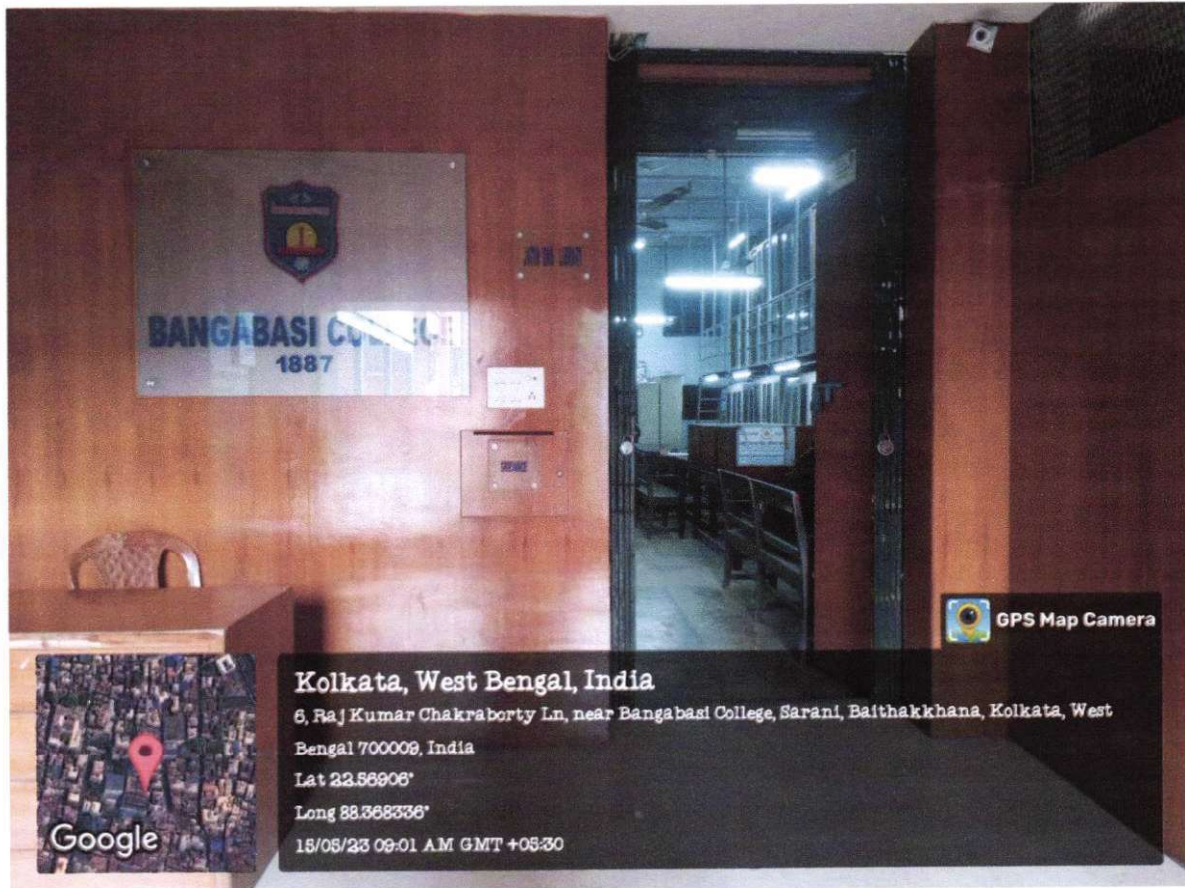 BANGABASI COLLEGE
1887
GPS Map Camera
Kolkata, West Bengal, India
6, Raj Kumar Chakraborty Ln, near Bangabasi College, Sarani, Baithakkhana, Kolkata, West
Bengal 700009, India
Lat 22.56906°
Long 88.368336°
15/05/23 09:01 AM GMT +05:30
Google